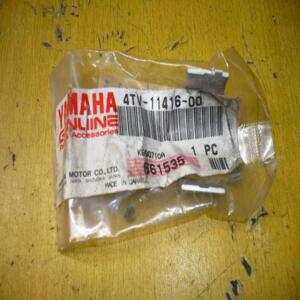 YAMAHA
GENUINE
Accessories
4TV-11416-00
1 PC
661535
MOTOR CO., LTD.
MADE IN JAPAN